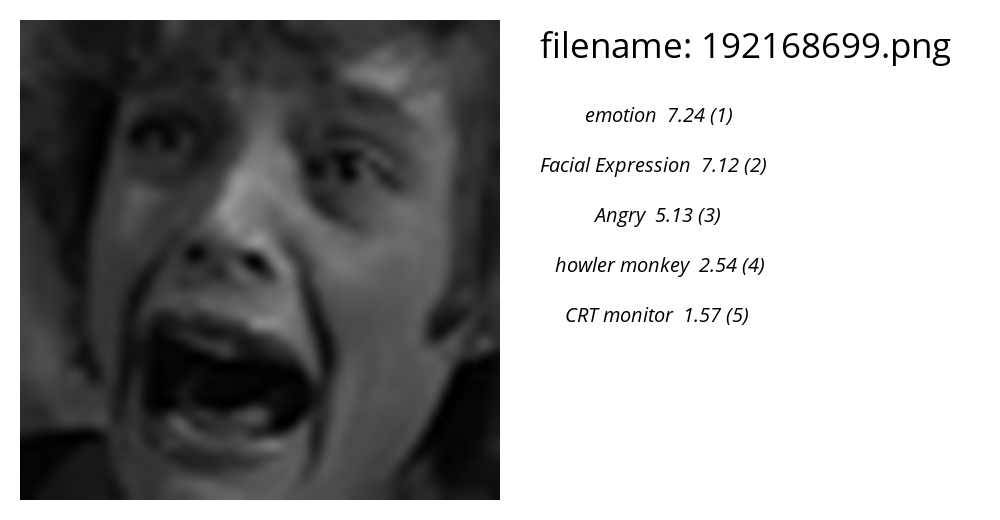 filename: 192168699.png
emotion 7.24 (1)
Facial Expression 7.12 (2)
Angry 5.13 (3)
howler monkey 2.54 (4)
CRT monitor 1.57 (5)